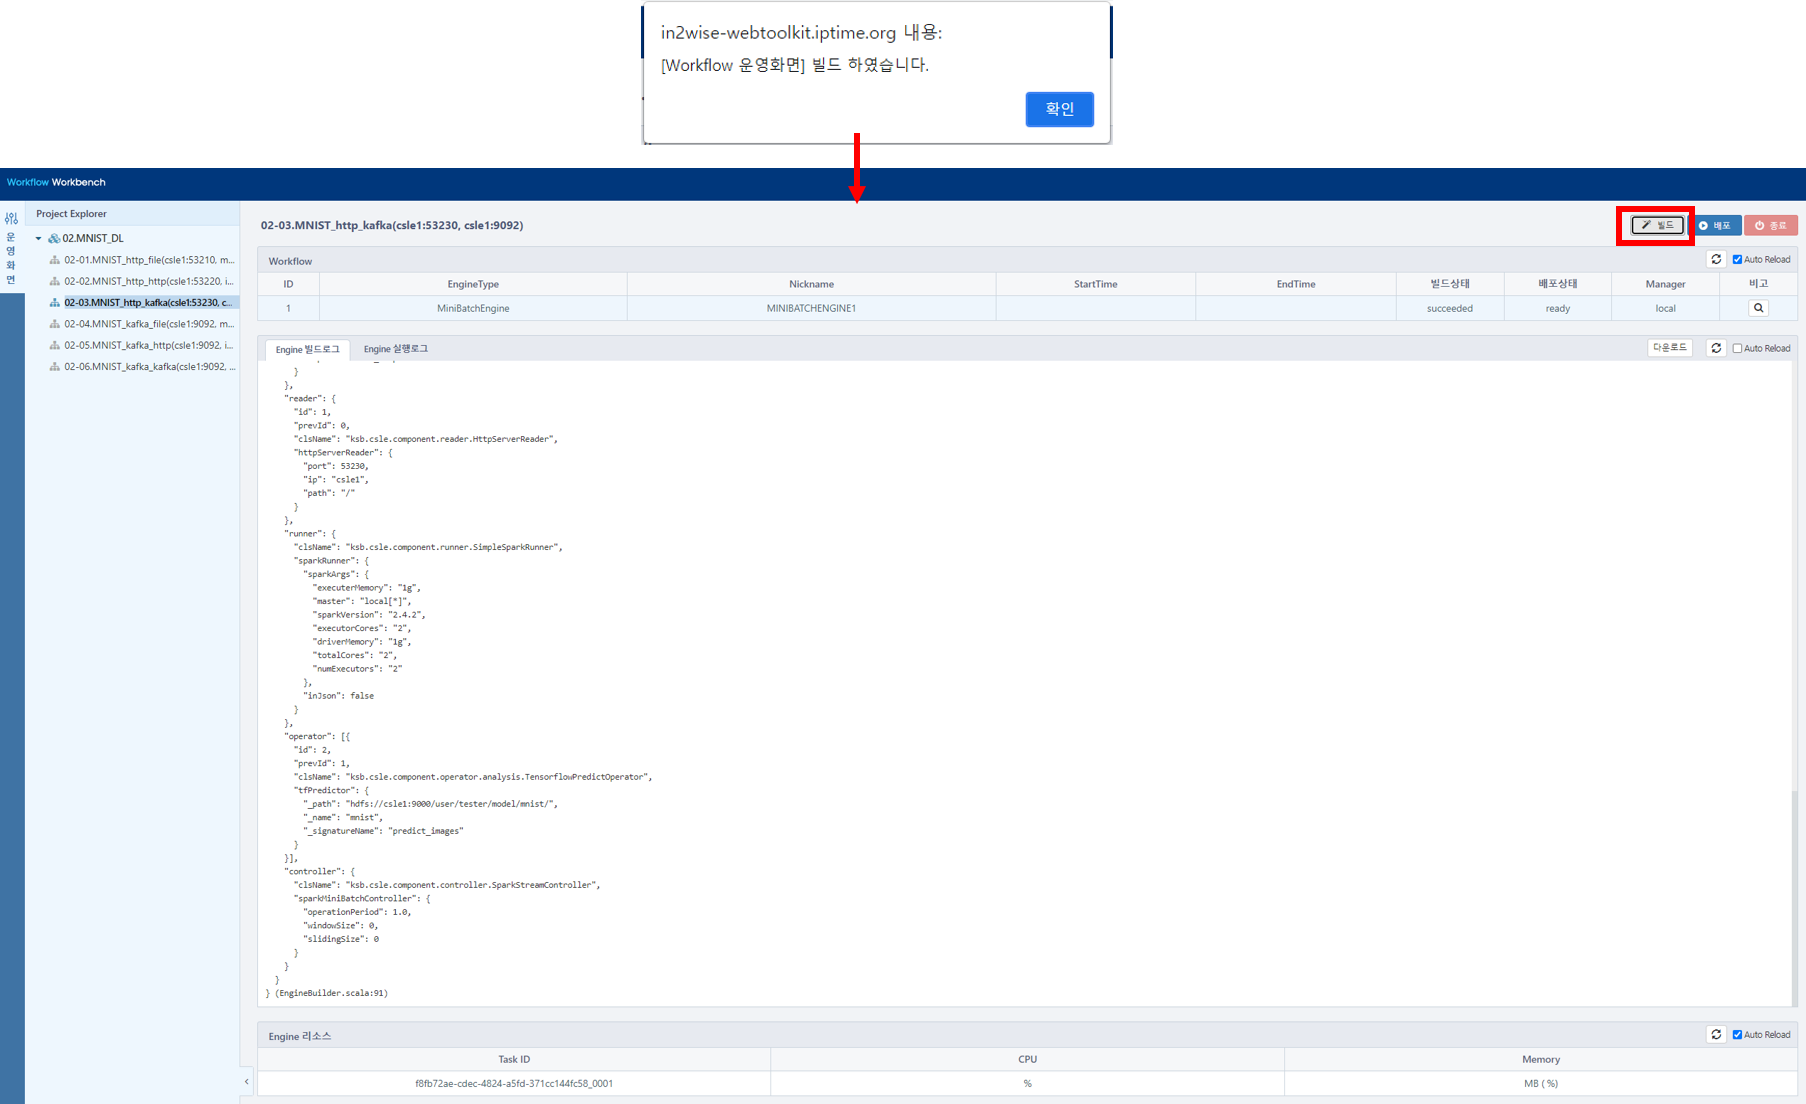 in2wise-webtoolkit.iptime.org 내용:
[Workflow 운영화면] 빌드 하였습니다.
확인
Workflow Workbench
운영화면
Project Explorer
02.MNIST_DL
02-01.MNIST_http_file(csle1:53210, m...
02-02.MNIST_http_http(csle1:53220, i...
02-03.MNIST_http_kafka(csle1:53230, c...
02-04.MNIST_kafka_file(csle1:9092, m...
02-05.MNIST_kafka_http(csle1:9092, i...
02-06.MNIST_kafka_kafka(csle1:9092, ...
02-03.MNIST_http_kafka(csle1:53230, csle1:9092)
빌드 배포 종료
Workflow Auto Reload
ID EngineType Nickname StartTime EndTime 빌드상태 배포상태 Manager 비고
1 MiniBatchEngine MINIBATCHENGINE1 succeeded ready local
Engine 빌드로그 Engine 실행로그 다운로드 Auto Reload
}
},
"reader": {
"id": 1,
"prevId": 0,
"clsName": "ksb.csle.component.reader.HttpServerReader",
"httpServerReader": {
"port": 53230,
"ip": "csle1",
"path": "/"
}
},
"runner": {
"clsName": "ksb.csle.component.runner.SimpleSparkRunner",
"sparkRunner": {
"sparkArgs": {
"executerMemory": "1g",
"master": "local[*]",
"sparkVersion": "2.4.2",
"executorCores": "2",
"driverMemory": "1g",
"totalCores": "2",
"numExecutors": "2"
},
"inJson": false
}
},
"operator": [{
"id": 2,
"prevId": 1,
"clsName": "ksb.csle.component.operator.analysis.TensorflowPredictOperator",
"tfPredictor": {
"_path": "hdfs://csle1:9000/user/tester/model/mnist/",
"_name": "mnist",
"_signatureName": "predict_images"
}
}],
"controller": {
"clsName": "ksb.csle.component.controller.SparkStreamController",
"sparkMiniBatchController": {
"operationPeriod": 1.0,
"windowSize": 0,
"slidingSize": 0
}
}
}
} (EngineBuilder.scala:91)
Engine 리소스 Auto Reload
Task ID CPU Memory
f8fb72ae-cdec-4824-a5fd-371cc144fc58_0001 % MB ( %)